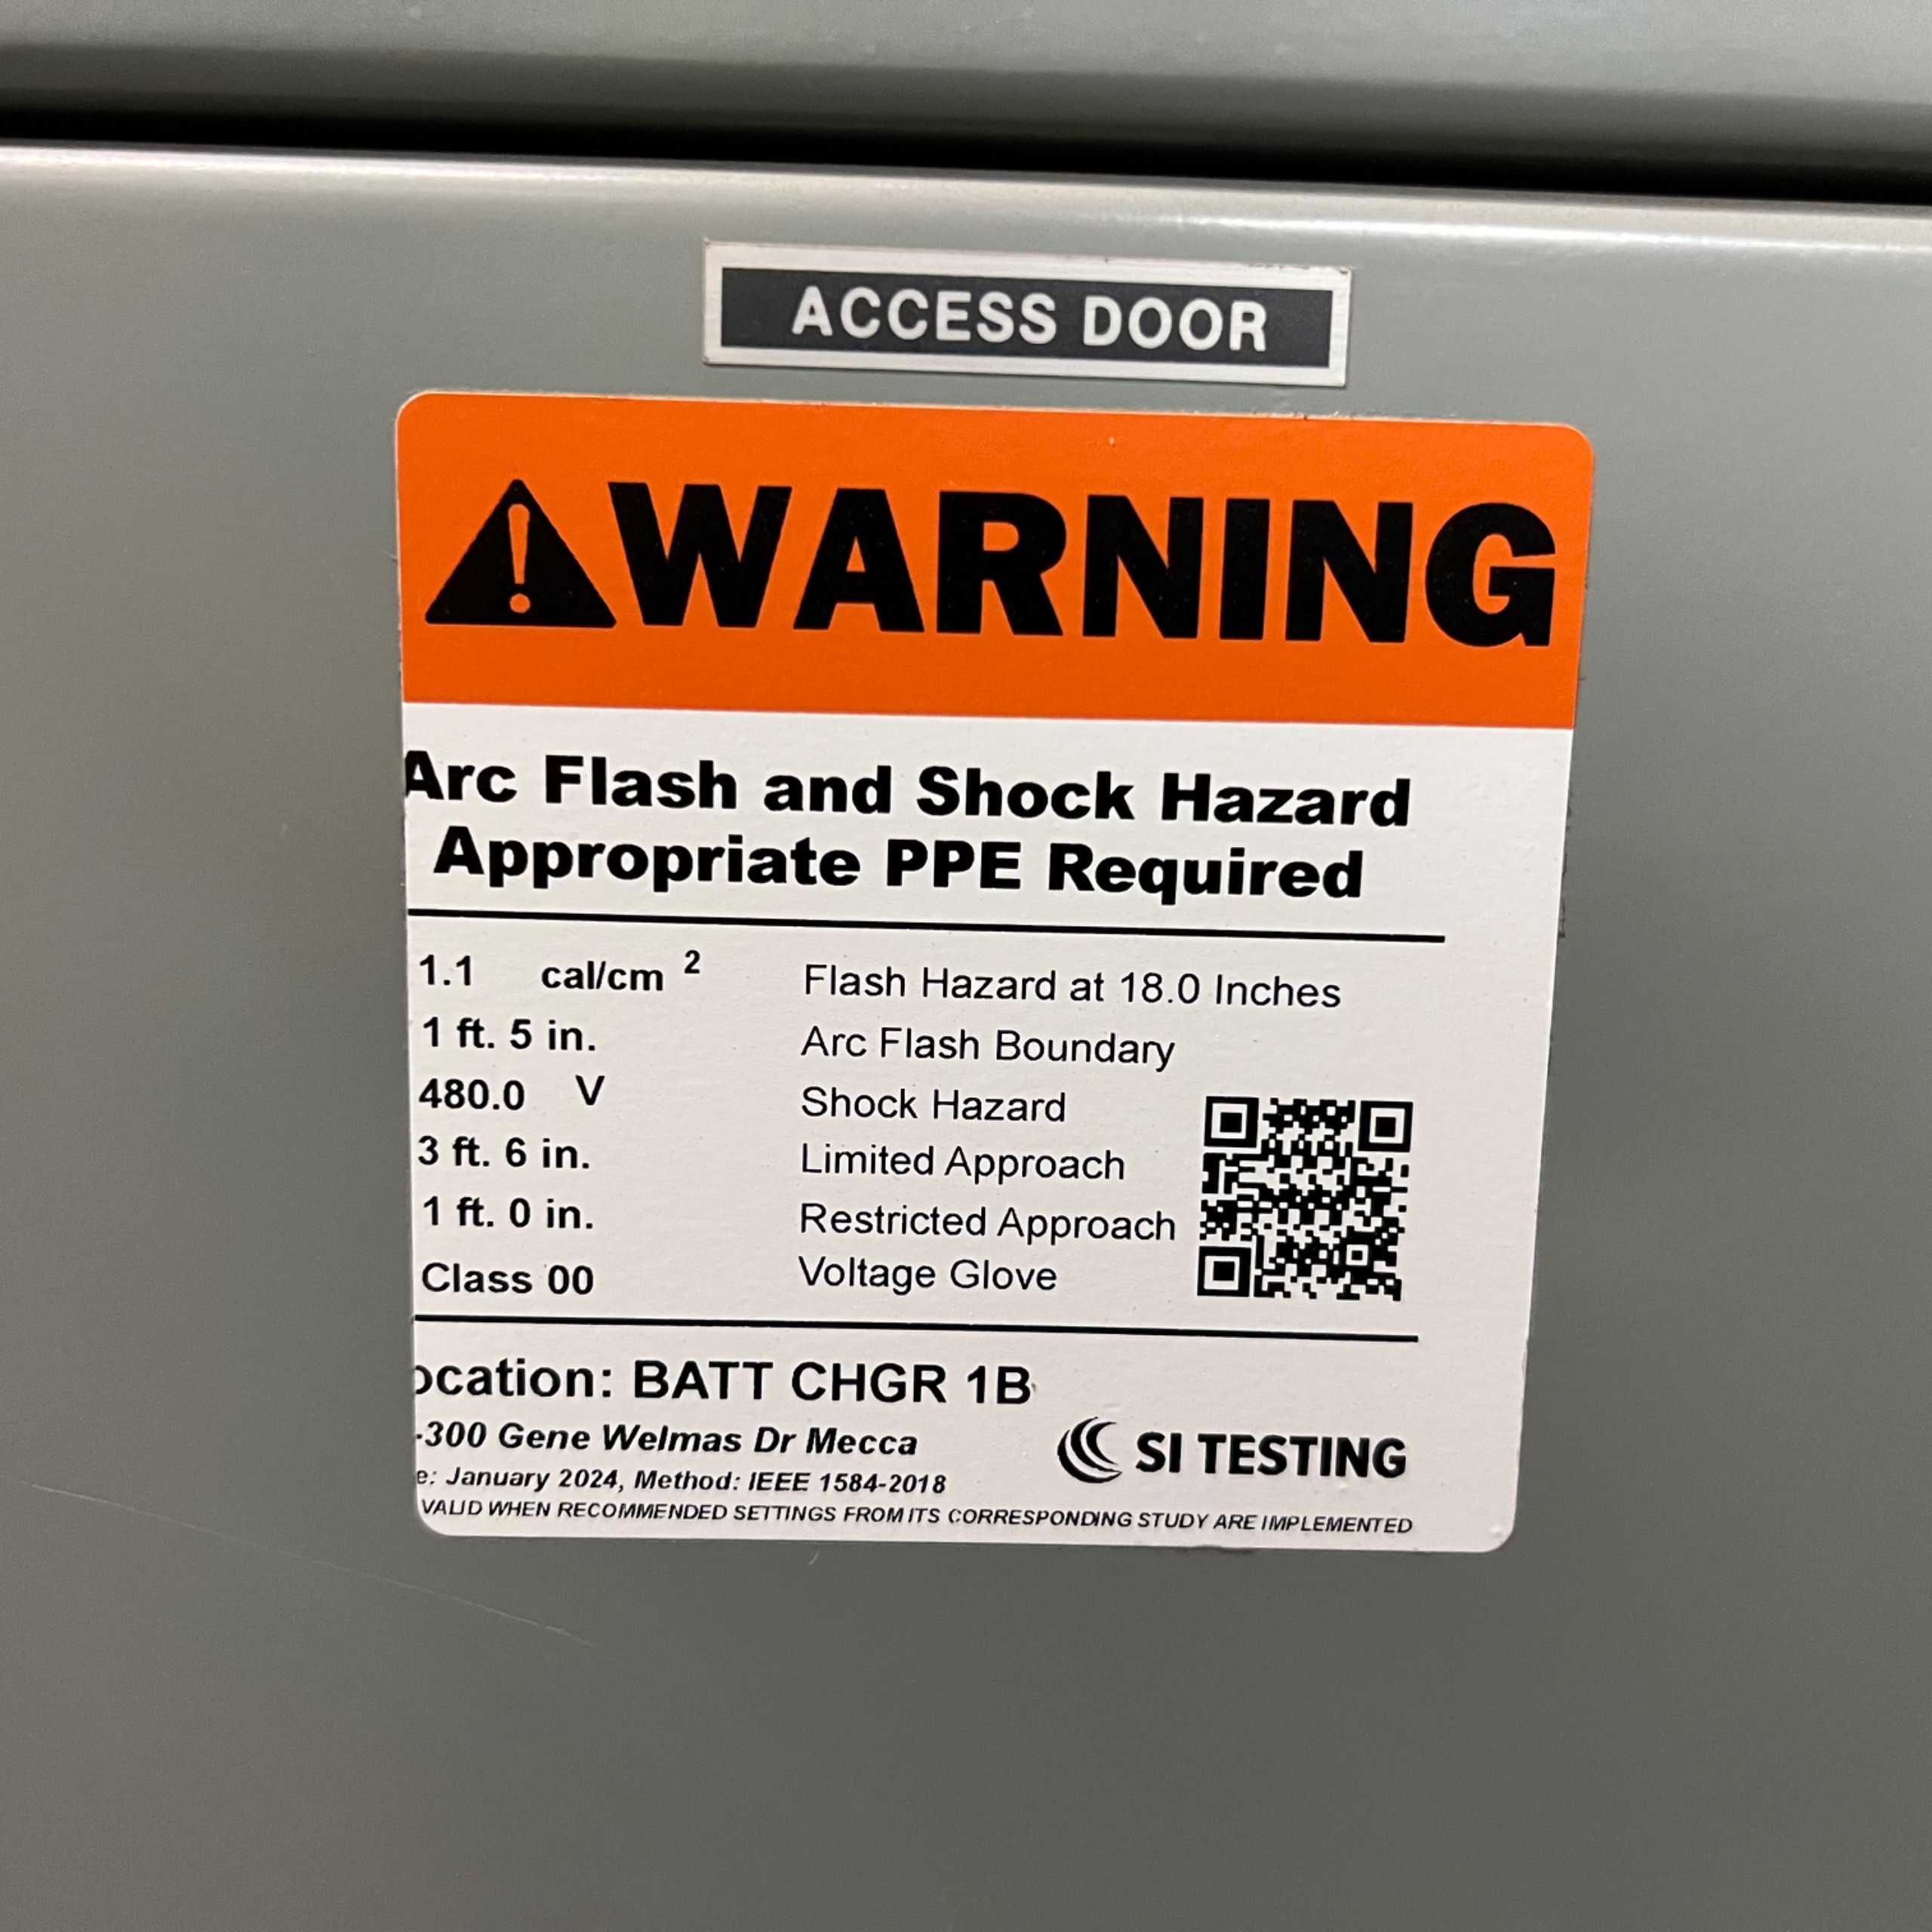 ACCESS DOOR
WARNING
Arc Flash and Shock Hazard
Appropriate PPE Required
1.1 cal/cm 2 Flash Hazard at 18.0 Inches
1 ft. 5 in. Arc Flash Boundary
480.0 V Shock Hazard
3 ft. 6 in. Limited Approach
1 ft. 0 in. Restricted Approach
Class 00 Voltage Glove
ocation: BATT CHGR 1B
-300 Gene Welmas Dr Mecca
SI TESTING
e: January 2024, Method: IEEE 1584-2018
VALID WHEN RECOMMENDED SETTINGS FROM ITS CORRESPONDING STUDY ARE IMPLEMENTED